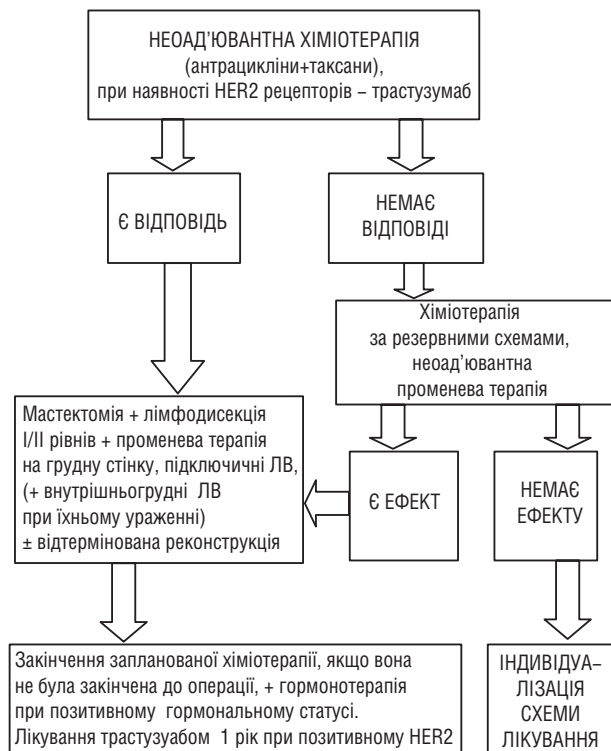 НЕОАД’ЮВАНТНА ХІМІОТЕРАПІЯ
(антрацикліни+таксани),
при наявності HER2 рецепторів – трастузумаб
Є ВІДПОВІДЬ
НЕМАЄ
ВІДПОВІДІ
Хіміотерапія
за резервними схемами,
неоад’ювантна
променева терапія
Мастектомія + лімфодисекція
I/II рівнів + променева терапія
на грудну стінку, підключичні ЛВ,
(+ внутрішньогрудні ЛВ
при їхньому ураженні)
± відтермінована реконструкція
Є ЕФЕКТ
НЕМАЄ
ЕФЕКТУ
Закінчення запланованої хіміотерапії, якщо вона
не була закінчена до операції, + гормонотерапія
при позитивному гормональному статусі.
Лікування трастузуабом 1 рік при позитивному HER2
ІНДИВІДУА–
ЛІЗАЦІЯ
СХЕМИ
ЛІКУВАННЯ